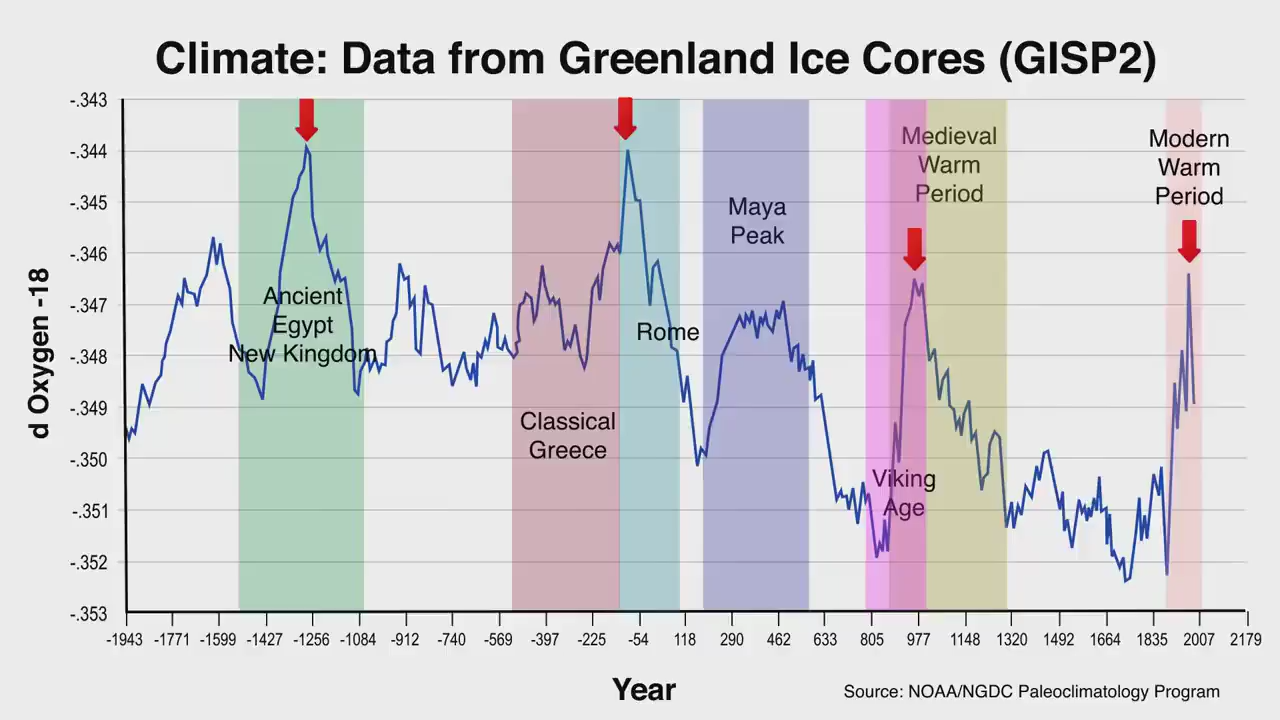 Climate: Data from Greenland Ice Cores (GISP2)
-.343
-.344
-.345
-.346
-.347
-.348
-.349
-.350
-.351
-.352
-.353
d Oxygen -18
Ancient
Egypt
New Kingdom
Classical
Greece
Rome
Maya
Peak
Viking
Age
Medieval
Warm
Period
Modern
Warm
Period
-1943 -1771 -1599 -1427 -1256 -1084 -912 -740 -569 -397 -225 -54 118 290 462 633 805 977 1148 1320 1492 1664 1835 2007 2179
Year
Source: NOAA/NGDC Paleoclimatology Program